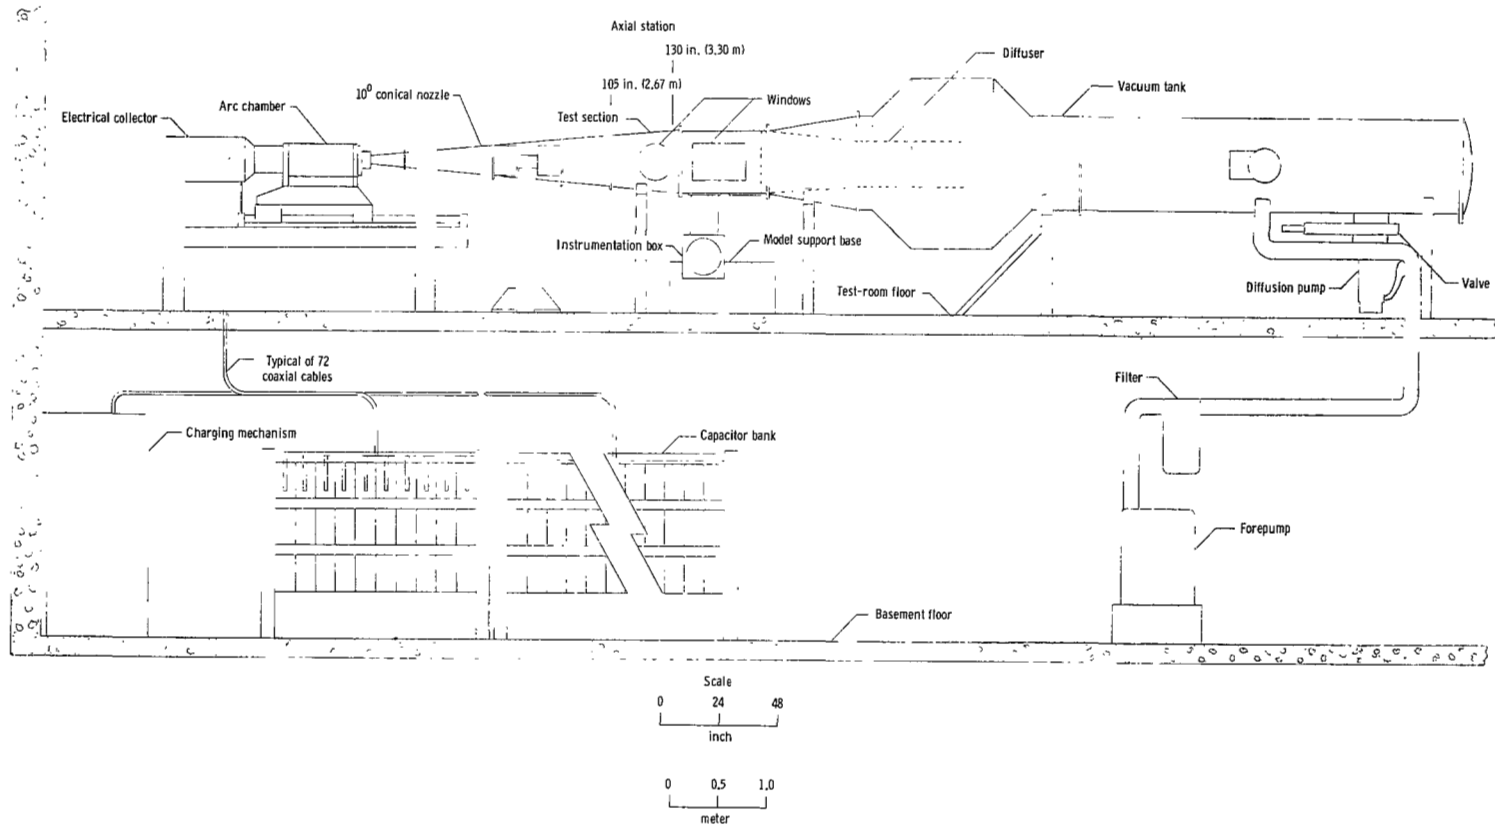 Axial station
130 in. (3.30 m)
105 in. (2.67 m)
Diffuser
10⁰ conical nozzle
Windows
Vacuum tank
Arc chamber
Electrical collector
Test section
Instrumentation box
Model support base
Test-room floor
Diffusion pump
Valve
Typical of 72
coaxial cables
Filter
Charging mechanism
Capacitor bank
Forepump
Basement floor
Scale
0 24 48
inch
0 0.5 1.0
meter